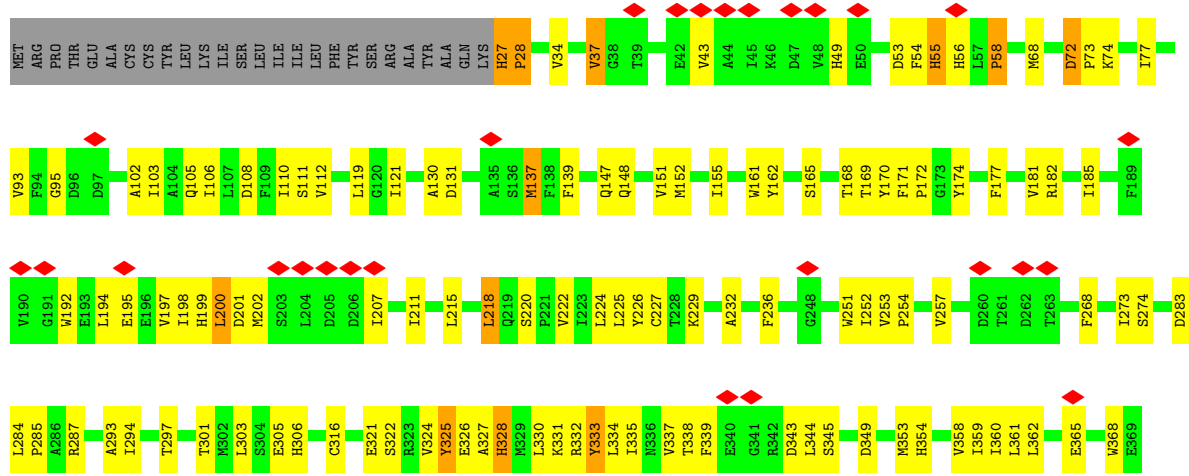 MET ARG PRO THR GLU ALA CYS CYS TYR LEU LYS ILE SER LEU ILE ILE LEU PHE TYR SER ARG ALA TYR ALA GLN LYS H27 P28 V34 V37 G38 T39 E42 V43 A44 I45 K46 D47 V48 H49 E50 D53 F54 H55 H56 L57 P58 M68 D72 P73 K74 I77
V93 F94 G95 D96 D97 A102 I103 A104 Q105 I106 L107 D108 F109 I110 S111 V112 L119 G120 I121 A130 D131 A135 S136 M137 F138 F139 Q147 Q148 V151 M152 I155 W161 Y162 S165 T168 T169 Y170 F171 P172 G173 Y174 F177 V181 R182 I185 F189
V190 G191 W192 E193 L194 E195 E196 V197 I198 H199 L200 D201 M202 S203 L204 D205 D206 I207 I211 L215 L218 Q219 S220 P221 V222 I223 L224 L225 Y226 C227 T228 K229 A232 F236 G248 W251 I252 V253 P254 V257 D260 T261 D262 T263 F268 I273 S274 D283
L284 P285 A286 R287 A293 I294 T297 T301 M302 L303 S304 E305 H306 C316 E321 S322 R323 V324 Y325 E326 A327 H328 M329 L330 K331 R332 Y333 L334 I335 N336 V337 T338 F339 E340 G341 R342 D343 L344 S345 D349 M353 H354 V358 I359 I360 L361 L362 E365 W368 E369